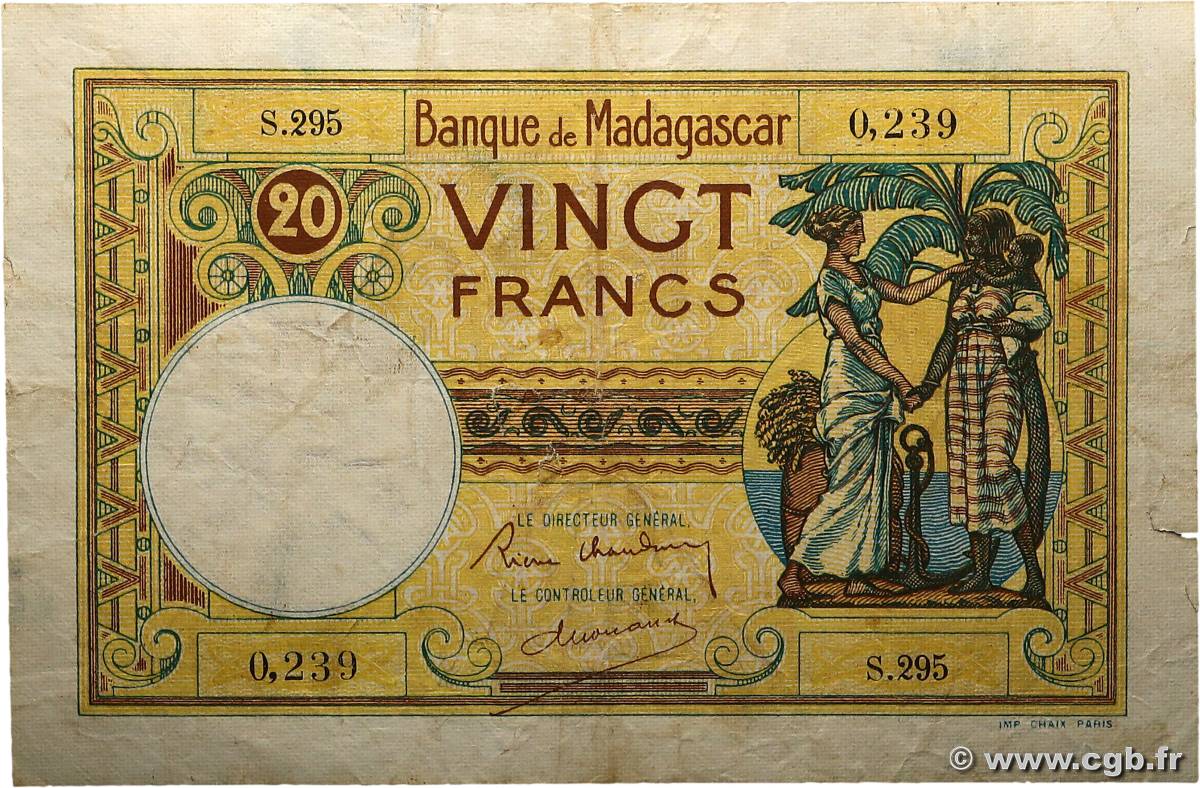 S.295
Banque de Madagascar
0,239
20
VINGT
FRANCS
LE DIRECTEUR GÉNÉRAL,
LE CONTROLEUR GÉNÉRAL,
0,239
S.295
IMP CHAIX PARIS
© www.cgb.fr